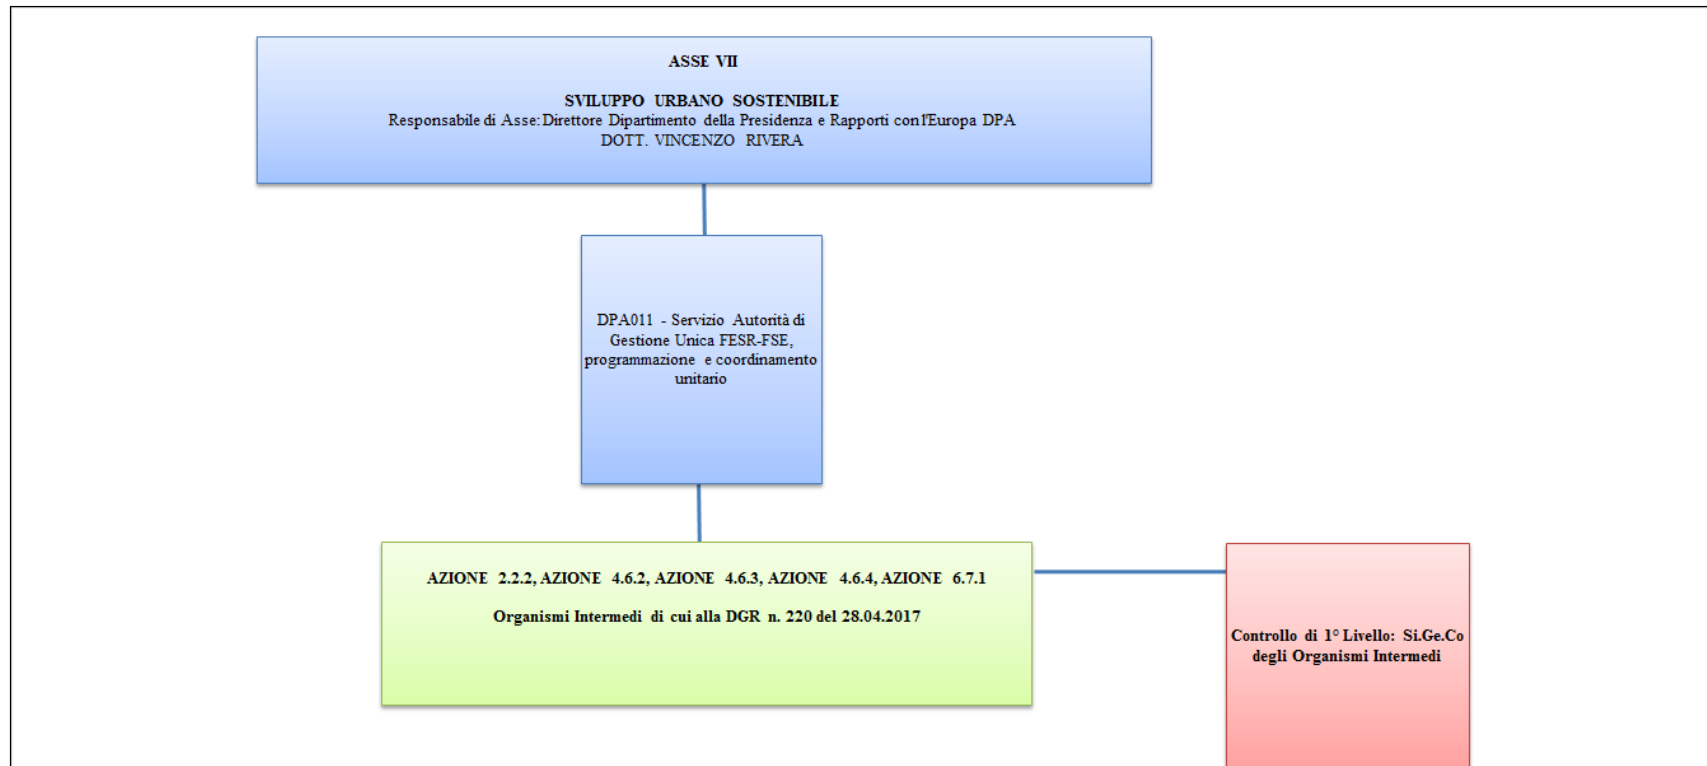 ASSE VII
SVILUPPO URBANO SOSTENIBILE
Responsabile di Asse: Direttore Dipartimento della Presidenza e Rapporti con l'Europa DPA
DOTT. VINCENZO RIVERA
DPA011 - Servizio Autorità di
Gestione Unica FESR-FSE,
programmazione e coordinamento
unitario
AZIONE 2.2.2, AZIONE 4.6.2, AZIONE 4.6.3, AZIONE 4.6.4, AZIONE 6.7.1
Organismi Intermedi di cui alla DGR n. 220 del 28.04.2017
Controllo di 1° Livello: Si.Ge.Co
degli Organismi Intermedi